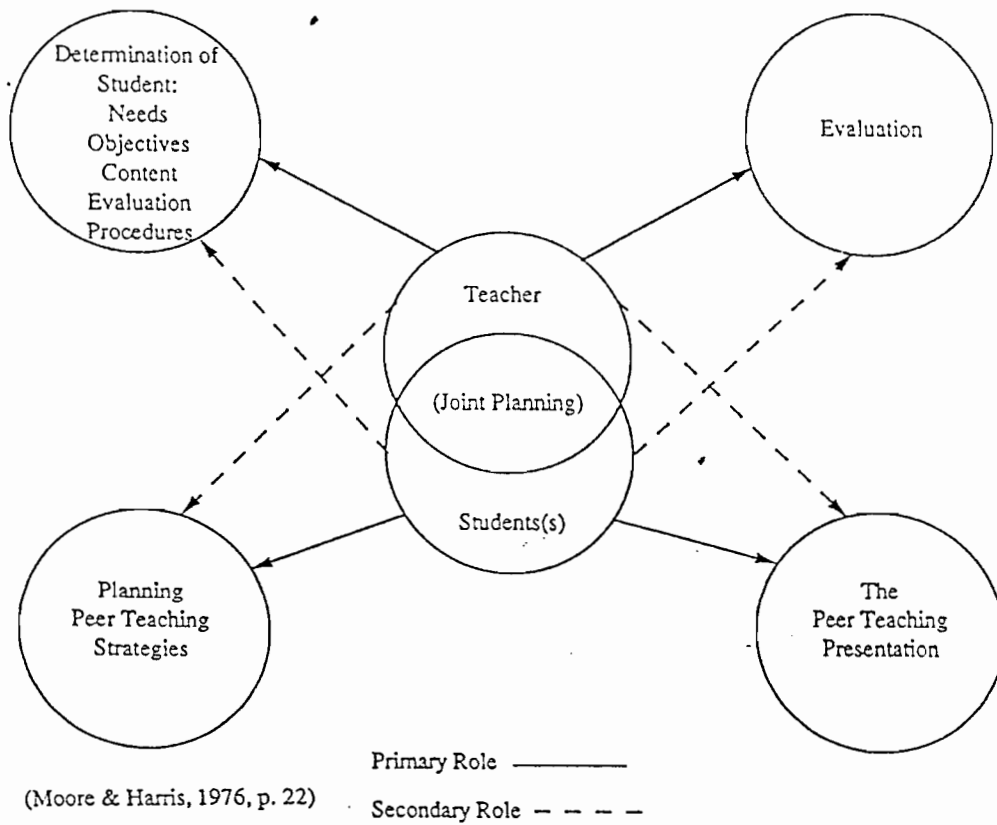 Determination of
Student:
Needs
Objectives
Content
Evaluation
Procedures
Evaluation
Teacher
(Joint Planning)
Students(s)
Planning
Peer Teaching
Strategies
The
Peer Teaching
Presentation
Primary Role
(Moore & Harris, 1976, p. 22)
Secondary Role